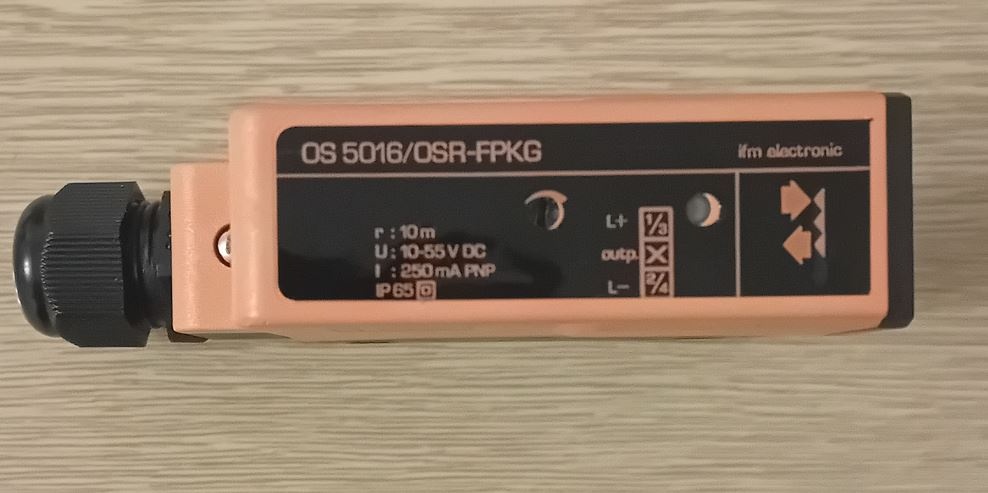 OS 5016/OSR-FPKG
ifm electronic
r : 10m
U : 10-55 V DC
I : 250 mA PNP
IP 65
L+ 1/3
outp. X
L- 2/4